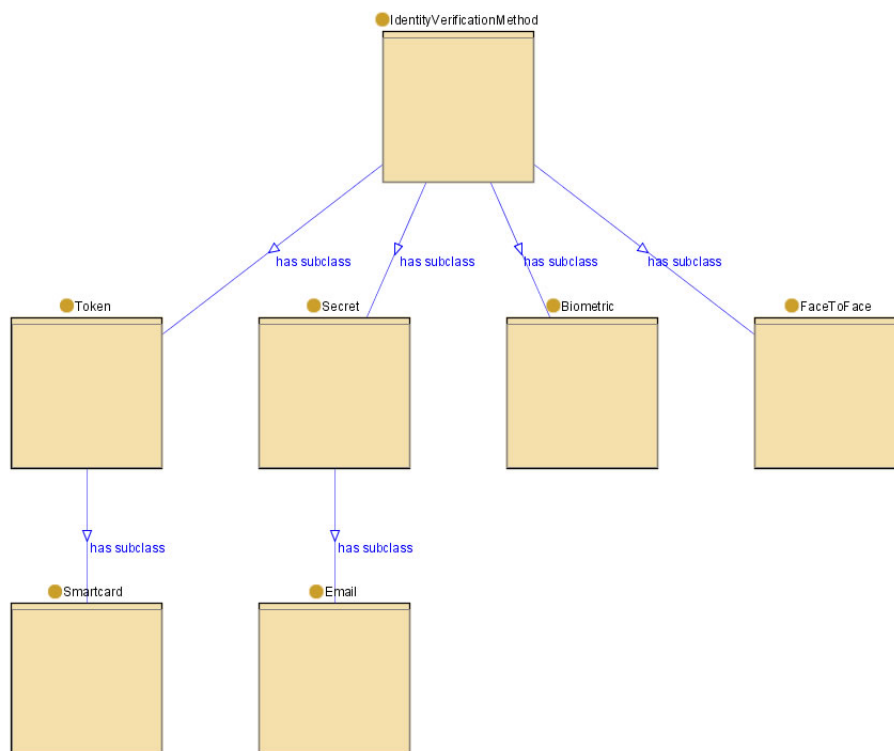 IdentityVerificationMethod
has subclass
has subclass
has subclass
has subclass
Token
Secret
Biometric
FaceToFace
has subclass
has subclass
Smartcard
Email